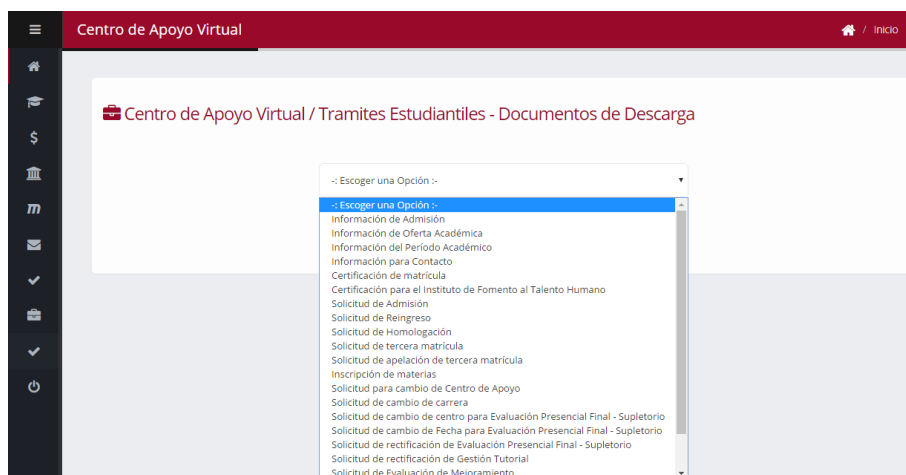 Centro de Apoyo Virtual
/ Inicio
Centro de Apoyo Virtual / Tramites Estudiantiles - Documentos de Descarga
-: Escoger una Opción :-
-: Escoger una Opción :-
Información de Admisión
Información de Oferta Académica
Información del Período Académico
Información para Contacto
Certificación de matrícula
Certificación para el Instituto de Fomento al Talento Humano
Solicitud de Admisión
Solicitud de Reingreso
Solicitud de Homologación
Solicitud de tercera matrícula
Solicitud de apelación de tercera matrícula
Inscripción de materias
Solicitud para cambio de Centro de Apoyo
Solicitud de cambio de carrera
Solicitud de cambio de centro para Evaluación Presencial Final - Supletorio
Solicitud de cambio de Fecha para Evaluación Presencial Final - Supletorio
Solicitud de rectificación de Evaluación Presencial Final - Supletorio
Solicitud de rectificación de Gestión Tutorial
Solicitud de Evaluación de Mejoramiento